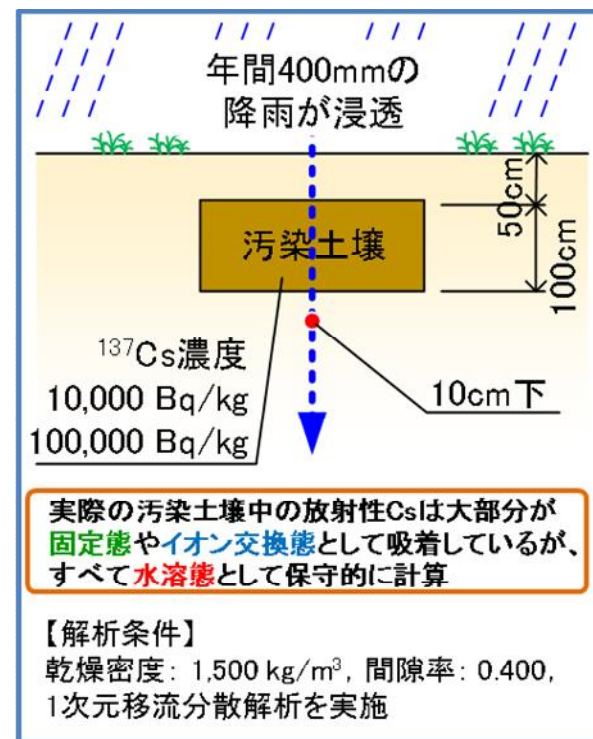 年間400mmの
降雨が浸透
50cm
汚染土壌
100cm
137Cs濃度
10,000 Bq/kg
100,000 Bq/kg
10cm下
実際の汚染土壌中の放射性Csは大部分が
固定態やイオン交換態として吸着しているが、
すべて水溶態として保守的に計算
【解析条件】
乾燥密度: 1,500 kg/m³, 間隙率: 0.400,
1次元移流分散解析を実施